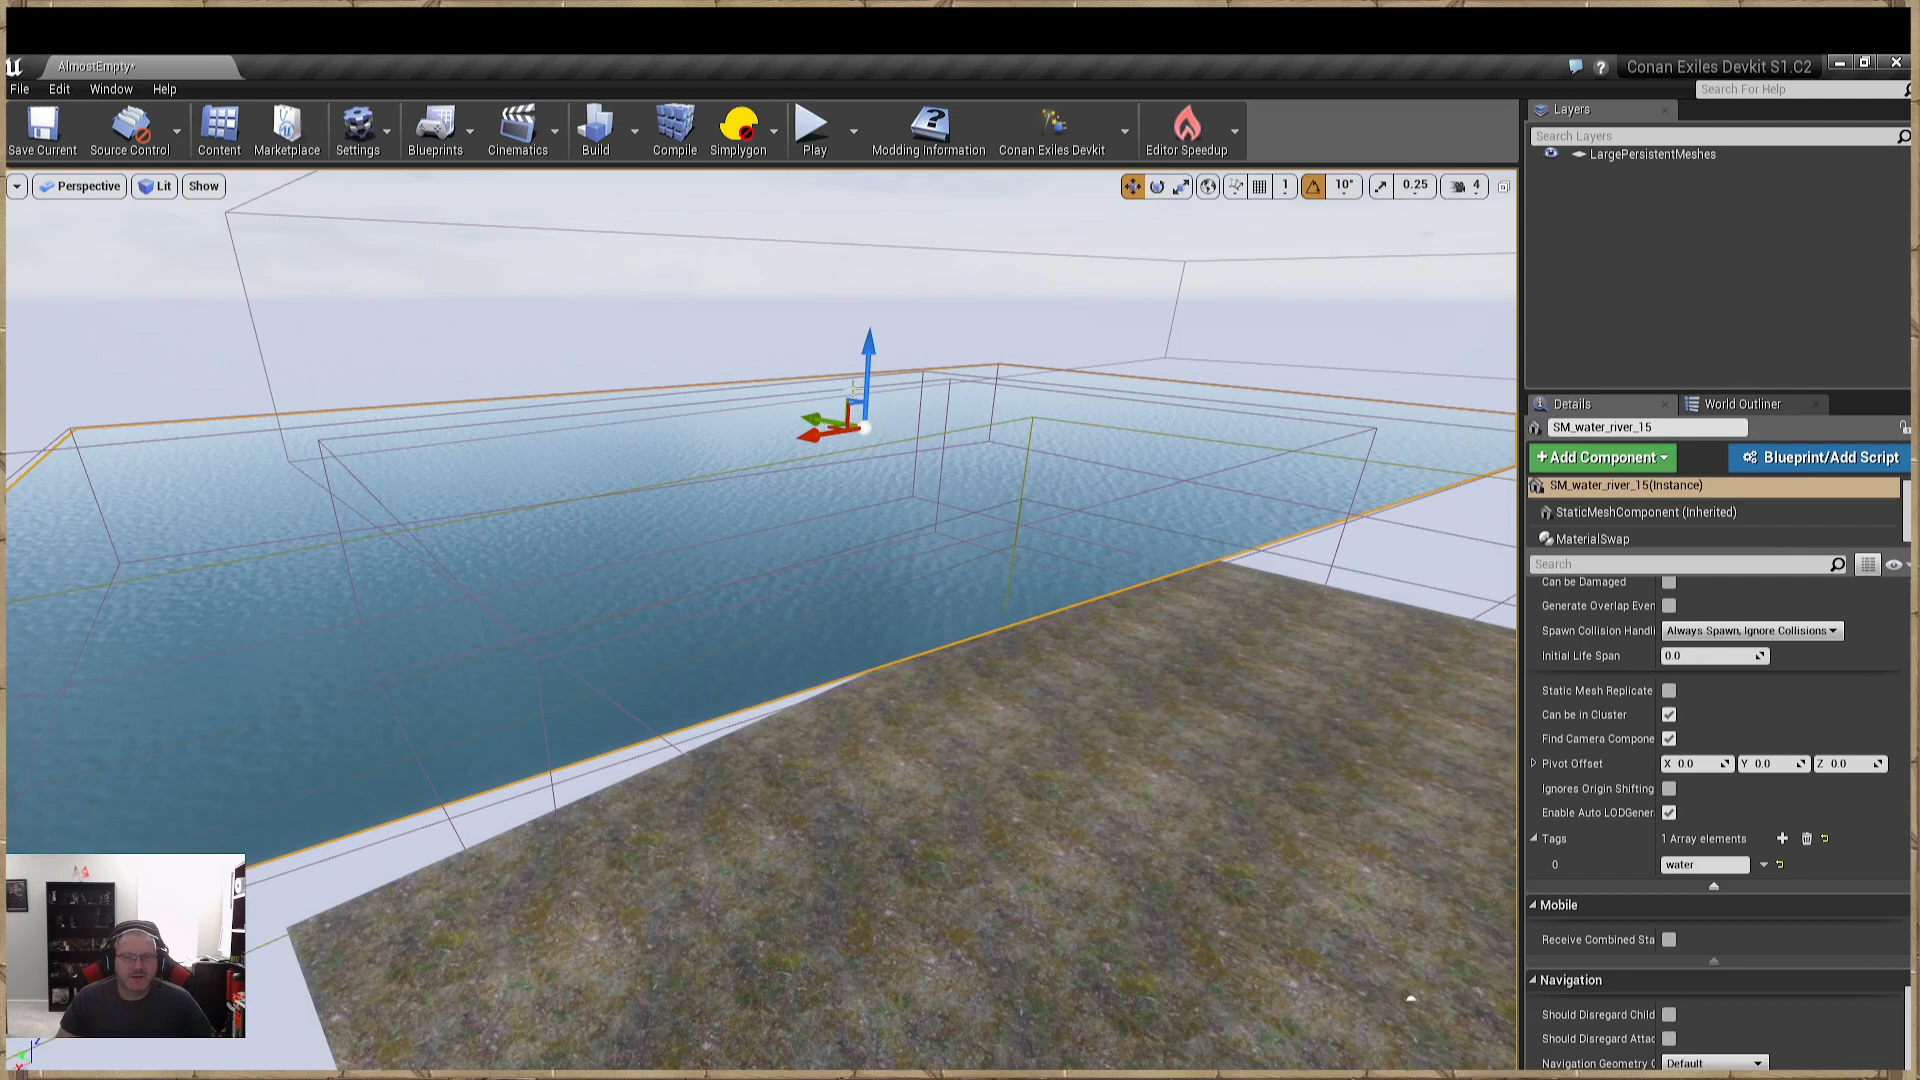 AlmostEmpty*
Conan Exiles Devkit S1.C2
File Edit Window Help
Search For Help
Save Current
Source Control
Content
Marketplace
Settings
Blueprints
Cinematics
Build
Compile
Simplygon
Play
Modding Information
Conan Exiles Devkit
Editor Speedup
Layers
Search Layers
LargePersistentMeshes
Perspective
Lit
Show
1
10°
0.25
4
Details
World Outliner
SM_water_river_15
+Add Component
Blueprint/Add Script
SM_water_river_15(Instance)
StaticMeshComponent (Inherited)
MaterialSwap
Search
Can be Damaged
Generate Overlap Even
Spawn Collision Handli Always Spawn, Ignore Collisions
Initial Life Span 0.0
Static Mesh Replicate
Can be in Cluster
Find Camera Compone
Pivot Offset X 0.0 Y 0.0 Z 0.0
Ignores Origin Shifting
Enable Auto LODGener
Tags 1 Array elements
0 water
Mobile
Receive Combined Sta
Navigation
Should Disregard Child
Should Disregard Attac
Navigation Geometry G Default